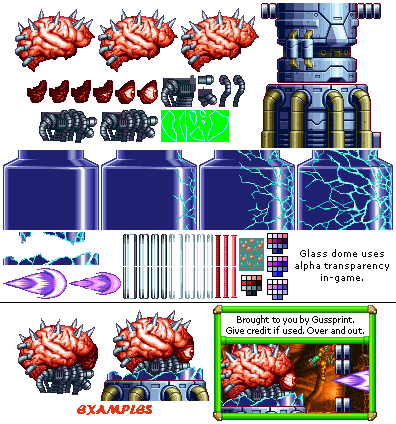 Glass dome uses
alpha transparency
in-game.
Brought to you by Gussprint.
Give credit if used. Over and out.
EXAMPLES